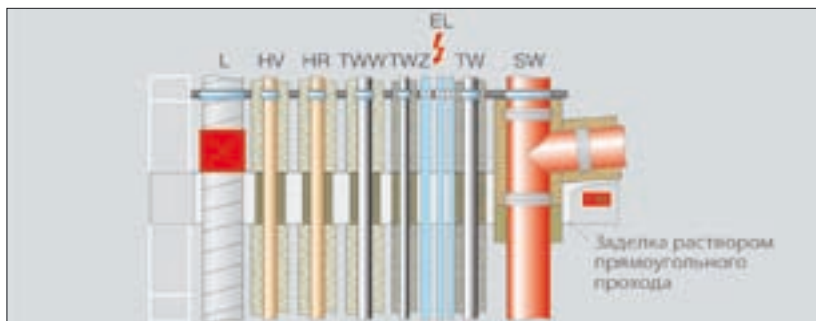 EL
L HV HR TWW TWZ TW SW
Заделка раствором
прямоугольного
прохода